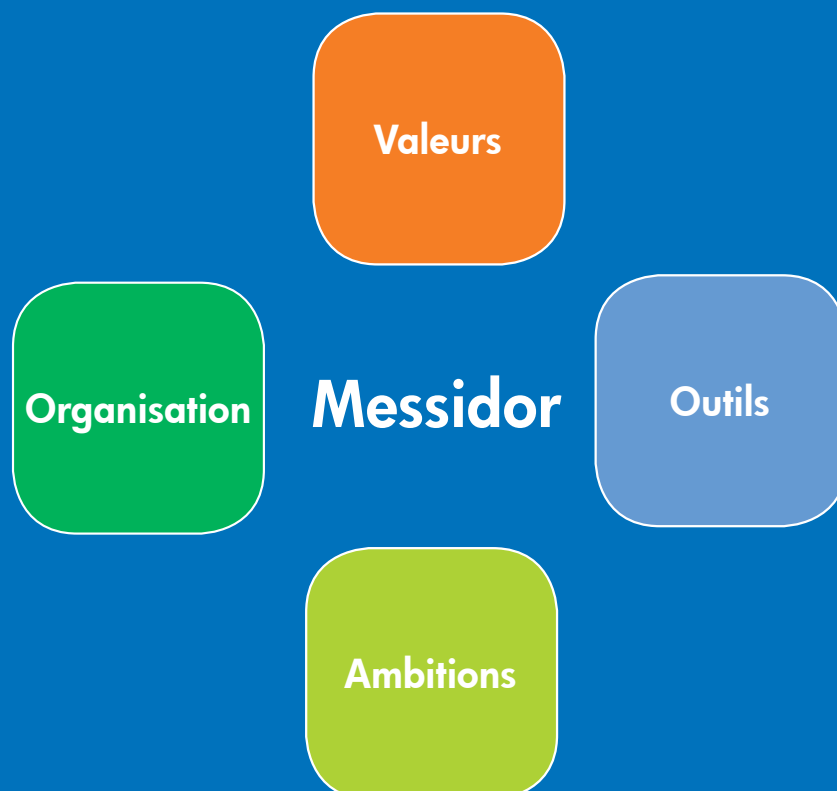 Valeurs
Organisation
Messidor
Outils
Ambitions